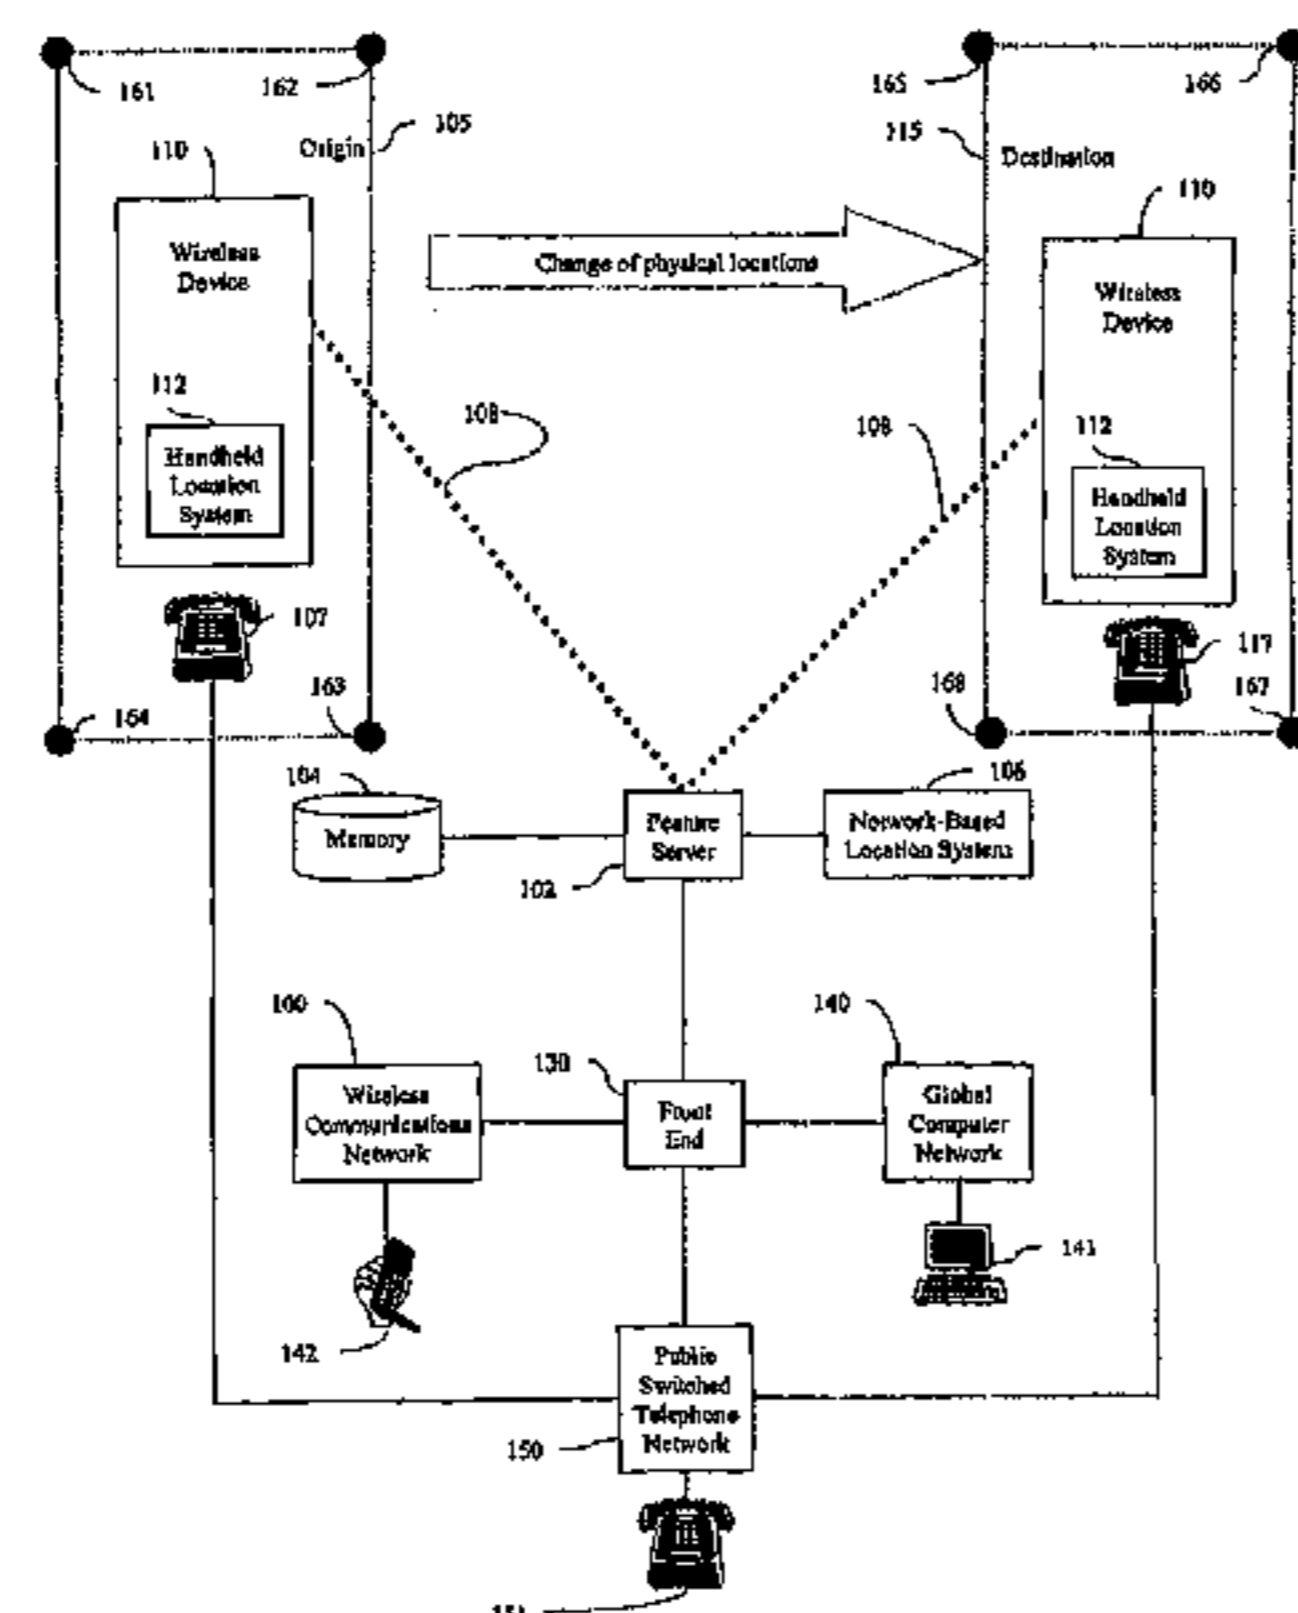 161
162
165
166
105
115
110
Origin
Destination
110
Wireless
Device
Change of physical locations
Wireless
Device
112
108
108
112
Handheld
Location
System
Handheld
Location
System
107
117
164
163
168
167
104
106
Memory
Feature
Server
Network-Based
Location System
102
160
140
130
Wireless
Communications
Network
Front
End
Global
Computer
Network
141
142
Public
Switched
Telephone
Network
150